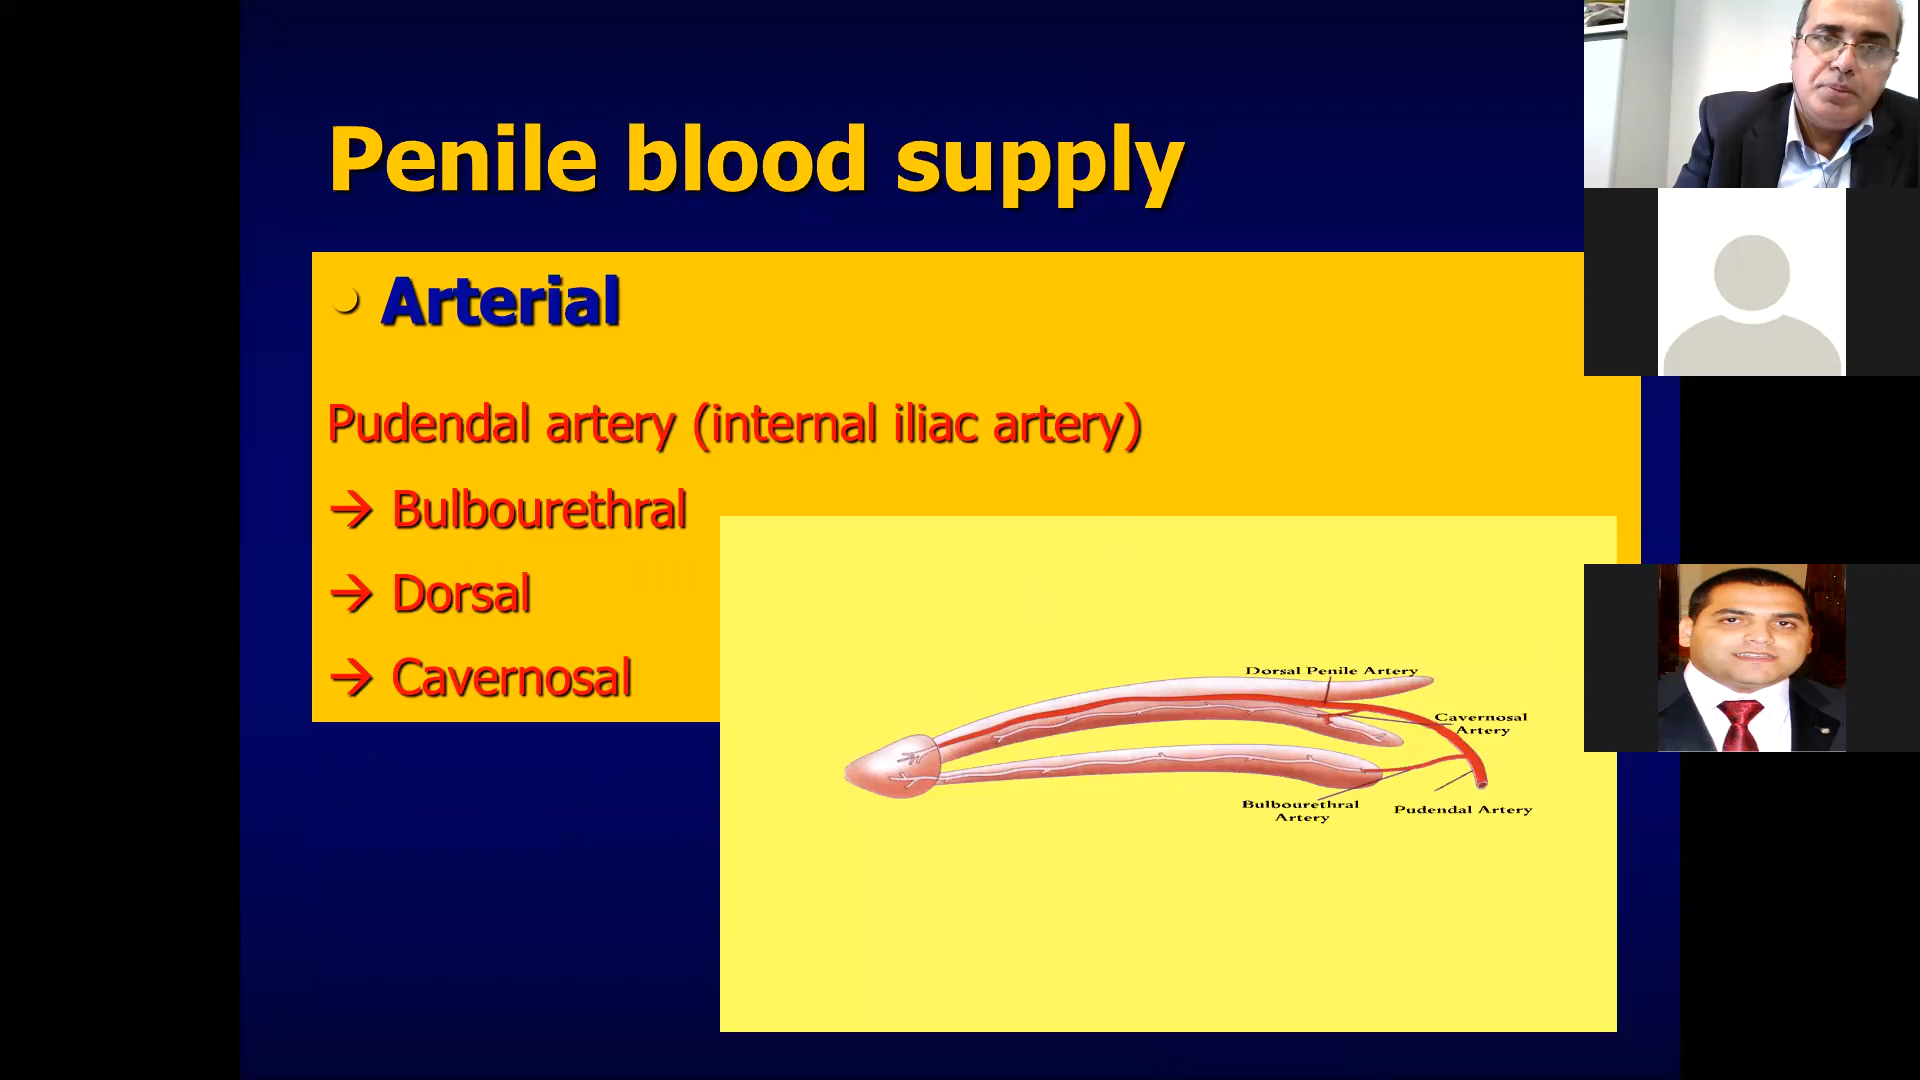 Penile blood supply
• Arterial
Pudendal artery (internal iliac artery)
→ Bulbourethral
→ Dorsal
→ Cavernosal
Dorsal Penile Artery
Cavernosal
Artery
Bulbourethral
Artery
Pudendal Artery